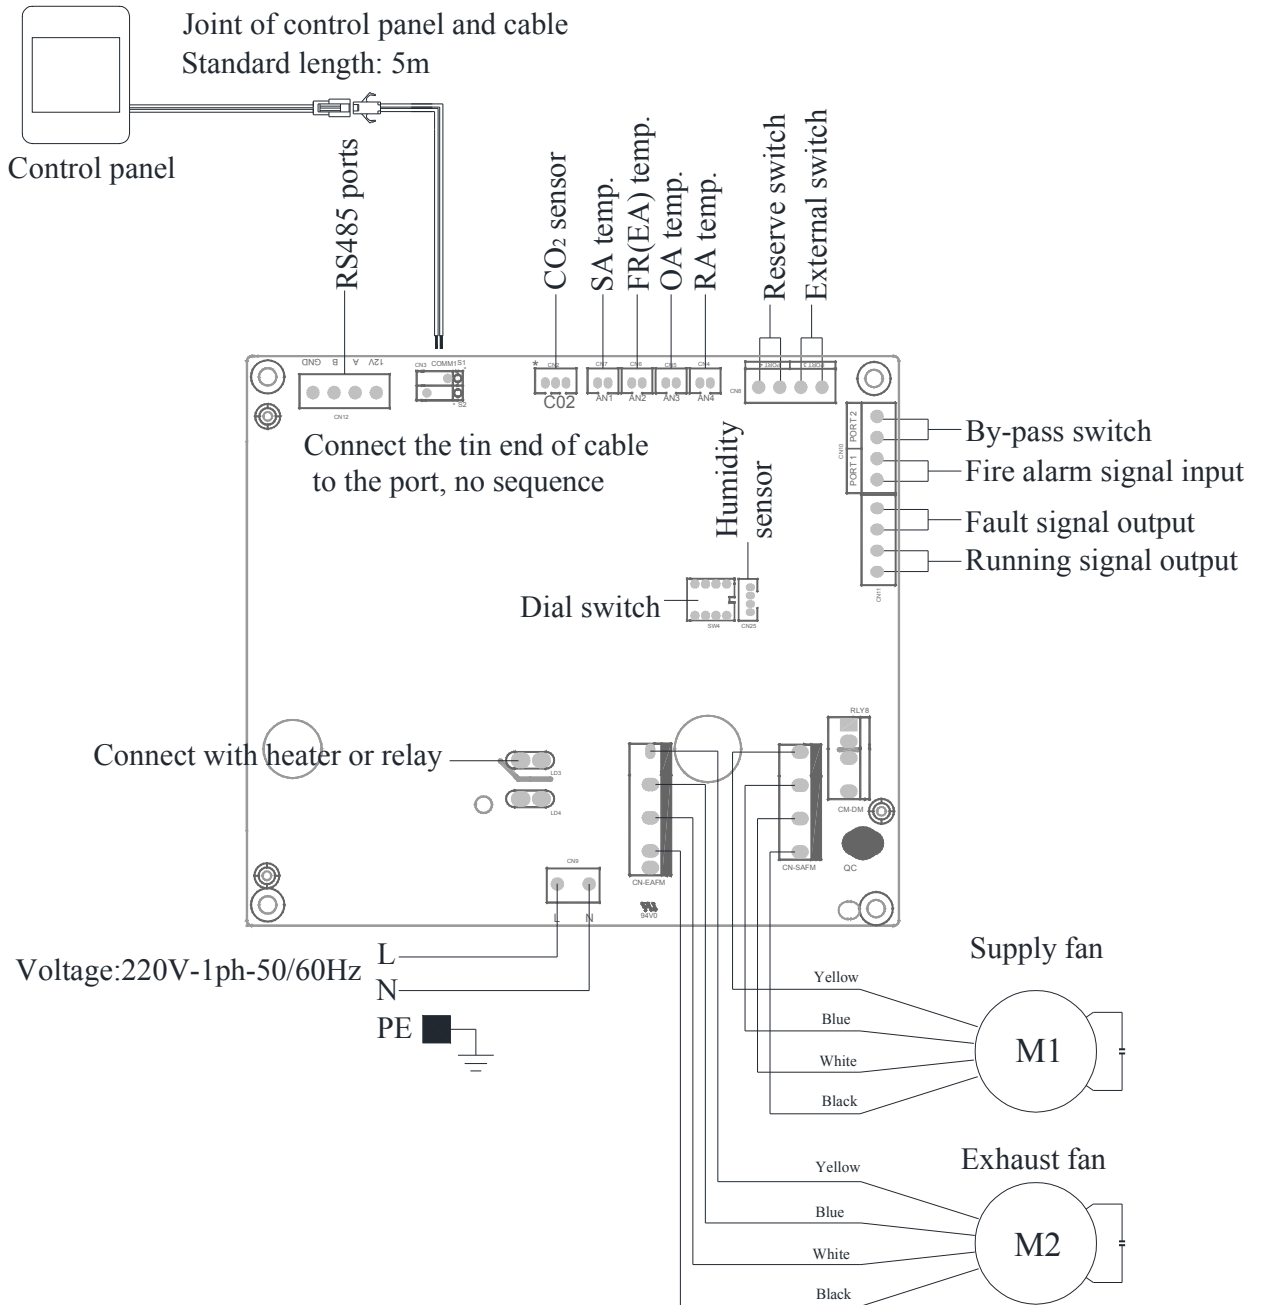 Joint of control panel and cable
Standard length: 5m
Control panel
RS485 ports
CO2 sensor
SA temp.
FR(EA) temp.
OA temp.
RA temp.
Reserve switch
External switch
GND B A 12V
CN12
CN3
COMM1
S1
* S2
*
CN2
C02
CN7
AN1
CN6
AN2
CN5
AN3
CN4
AN4
CN8
PORT 4
PORT 3
Connect the tin end of cable
to the port, no sequence
PORT 2
PORT 1
CN10
By-pass switch
Fire alarm signal input
Fault signal output
Running signal output
CN11
Humidity
sensor
Dial switch
SW4
CN25
Connect with heater or relay
LD3
LD4
RLY8
CM-DM
CN-EAFM
CN-SAFM
QC
CN9
L N
94V0
Voltage:220V-1ph-50/60Hz
L
N
PE
Supply fan
Yellow
Blue
White
Black
M1
Exhaust fan
Yellow
Blue
White
Black
M2